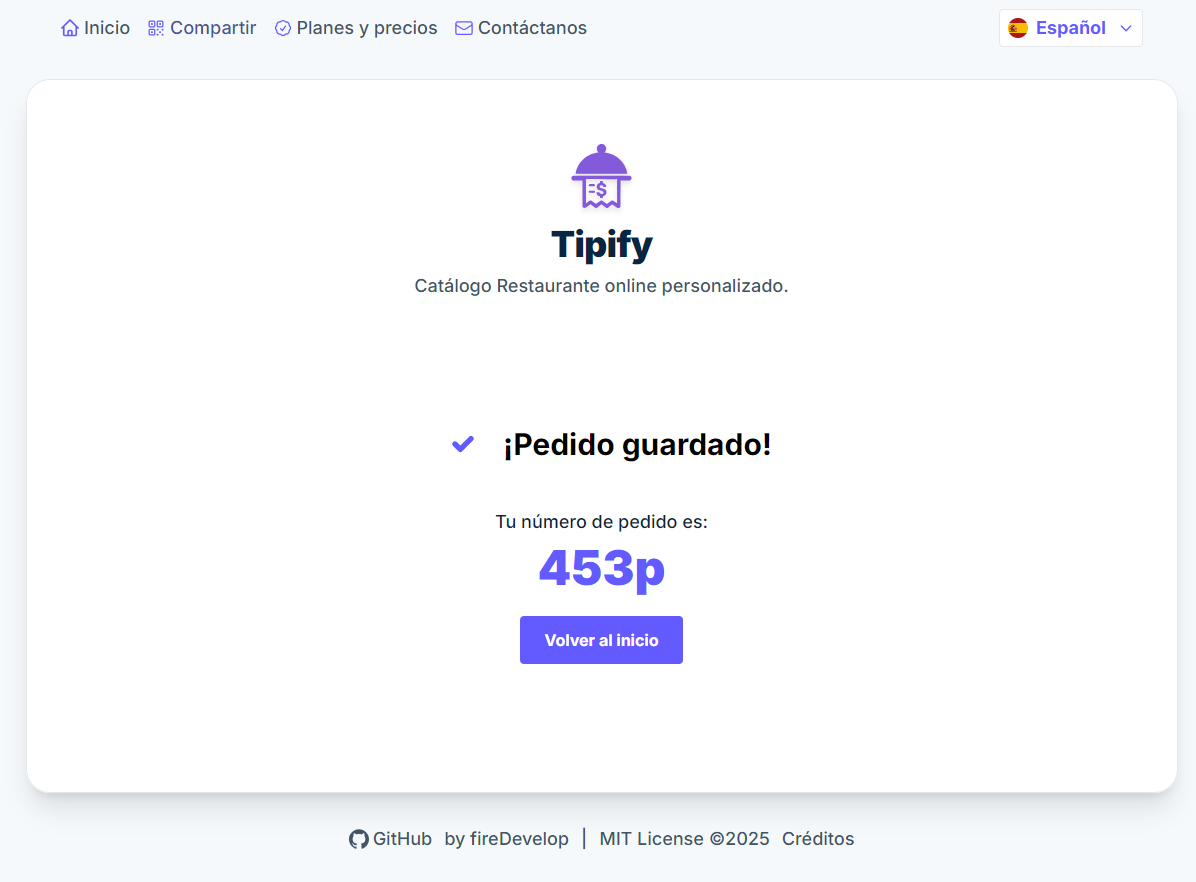 Inicio Compartir Planes y precios Contáctanos Español
$
Tipify
Catálogo Restaurante online personalizado.
¡Pedido guardado!
Tu número de pedido es:
453p
Volver al inicio
GitHub by fireDevelop | MIT License ©2025 Créditos